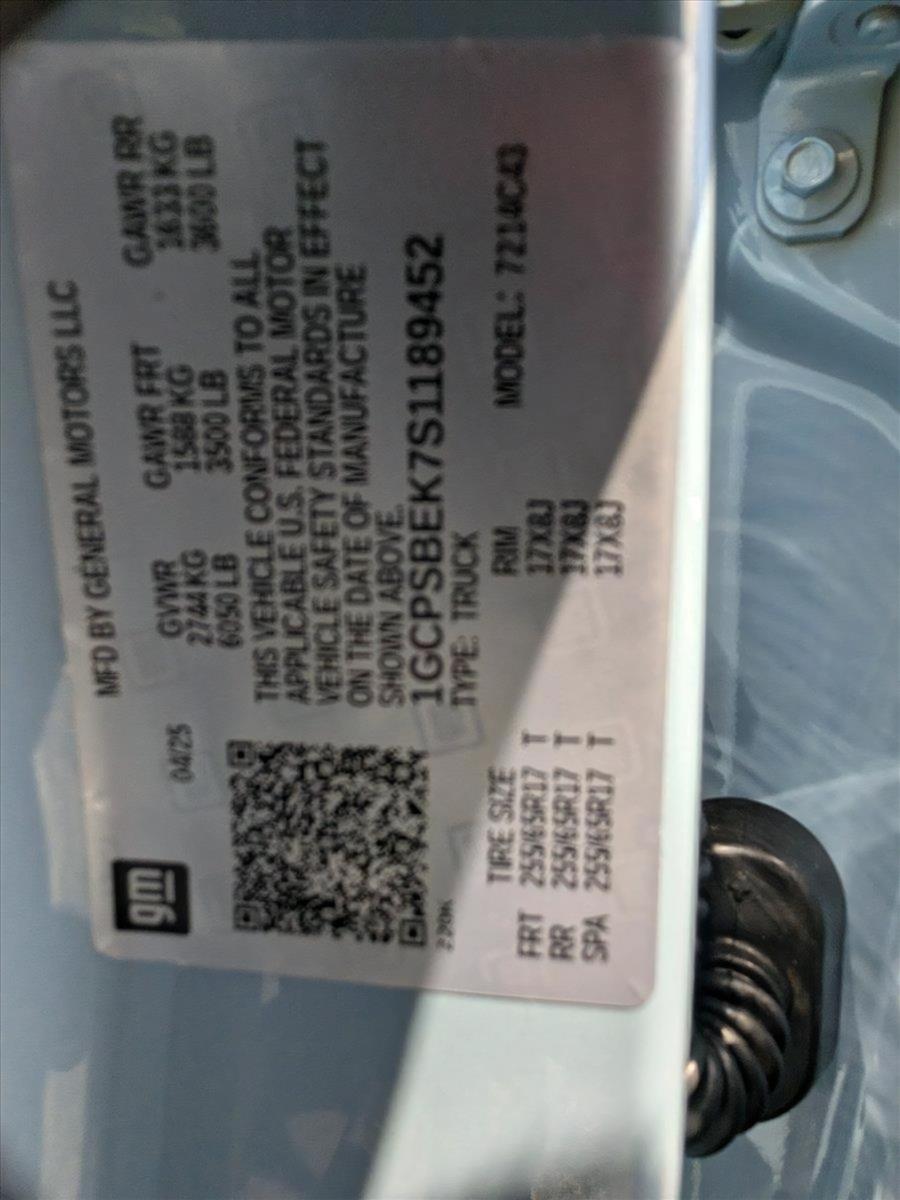 gm
04/25
MFD BY GENERAL MOTORS LLC
GVWR GAWR FRT GAWR RR
2744 KG 1588 KG 1633 KG
6050 LB 3500 LB 3600 LB
THIS VEHICLE CONFORMS TO ALL
APPLICABLE U.S. FEDERAL MOTOR
VEHICLE SAFETY STANDARDS IN EFFECT
ON THE DATE OF MANUFACTURE
SHOWN ABOVE.
1GCPSBEK7S1189452
TYPE: TRUCK
TIRE SIZE RIM MODEL: 7214C43
FRT 255/65R17 T 17X8J
RR 255/65R17 T 17X8J
SPA 255/65R17 T 17X8J